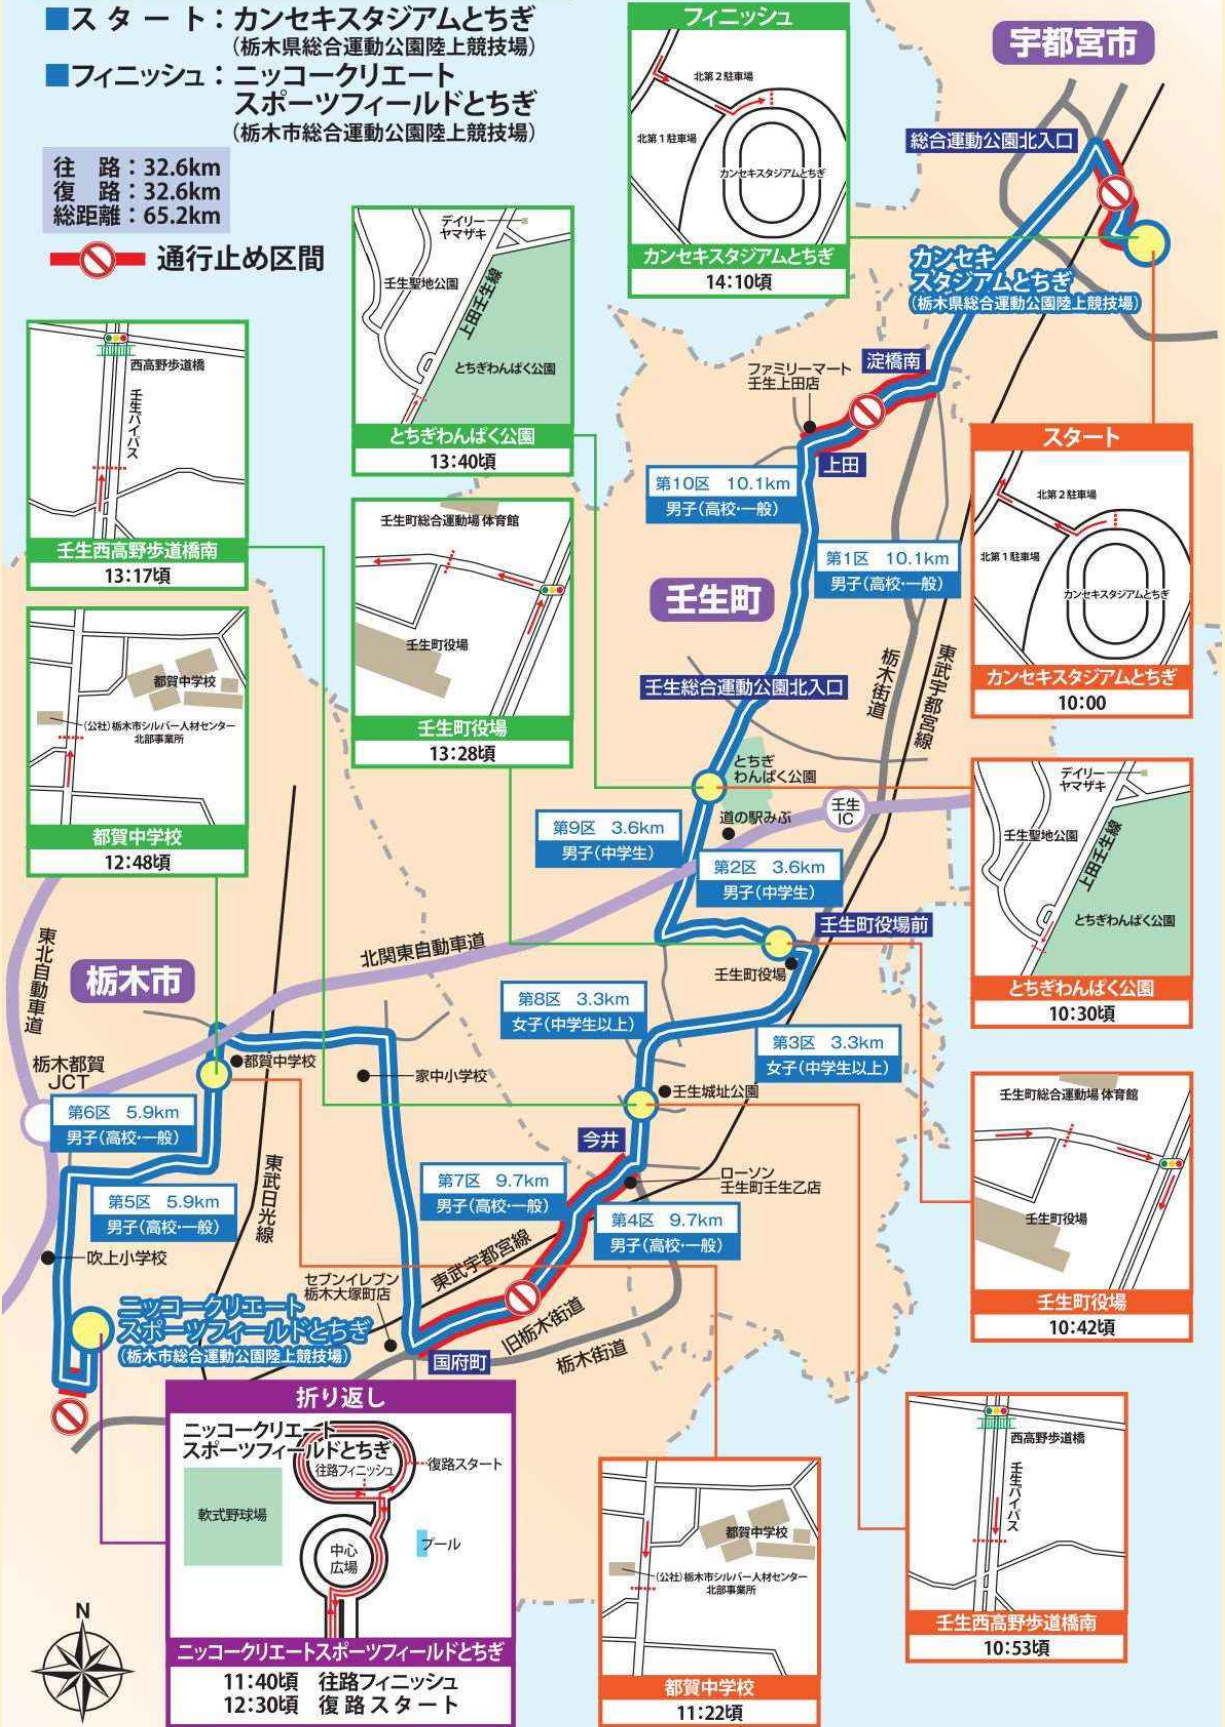 ■スタート：カンセキスタジアムとちぎ
(栃木県総合運動公園陸上競技場)
■フィニッシュ：ニッコークリエート
スポーツフィールドとちぎ
(栃木市総合運動公園陸上競技場)
往　路：32.6km
復　路：32.6km
総距離：65.2km
通行止め区間
フィニッシュ
北第2駐車場
北第1駐車場
カンセキスタジアムとちぎ
カンセキスタジアムとちぎ
14:10頃
宇都宮市
総合運動公園北入口
カンセキ
スタジアムとちぎ
(栃木県総合運動公園陸上競技場)
デイリー
ヤマザキ
壬生聖地公園
上田壬生線
とちぎわんぱく公園
とちぎわんぱく公園
13:40頃
西高野歩道橋
壬生バイパス
壬生西高野歩道橋南
13:17頃
淀橋南
ファミリーマート
壬生上田店
上田
第10区　10.1km
男子(高校・一般)
第1区　10.1km
男子(高校・一般)
スタート
北第2駐車場
北第1駐車場
カンセキスタジアムとちぎ
カンセキスタジアムとちぎ
10:00
壬生町総合運動場 体育館
壬生町役場
壬生町役場
13:28頃
壬生町
栃木街道
東武宇都宮線
壬生総合運動公園北入口
都賀中学校
(公社)栃木市シルバー人材センター
北部事業所
都賀中学校
12:48頃
とちぎ
わんぱく公園
道の駅みぶ
壬生
IC
第9区　3.6km
男子(中学生)
第2区　3.6km
男子(中学生)
デイリー
ヤマザキ
壬生聖地公園
上田壬生線
とちぎわんぱく公園
とちぎわんぱく公園
10:30頃
壬生町役場前
壬生町役場
東北自動車道
栃木市
北関東自動車道
第8区　3.3km
女子(中学生以上)
第3区　3.3km
女子(中学生以上)
栃木都賀
JCT
都賀中学校
家中小学校
壬生城址公園
今井
第6区　5.9km
男子(高校・一般)
第5区　5.9km
男子(高校・一般)
東武日光線
第7区　9.7km
男子(高校・一般)
ローソン
壬生町壬生乙店
第4区　9.7km
男子(高校・一般)
壬生町総合運動場 体育館
壬生町役場
壬生町役場
10:42頃
吹上小学校
東武宇都宮線
セブンイレブン
栃木大塚町店
旧栃木街道
栃木街道
国府町
ニッコークリエート
スポーツフィールドとちぎ
(栃木市総合運動公園陸上競技場)
折り返し
ニッコークリエート
スポーツフィールドとちぎ
往路フィニッシュ
復路スタート
軟式野球場
中心
広場
プール
ニッコークリエートスポーツフィールドとちぎ
11:40頃　往路フィニッシュ
12:30頃　復路スタート
都賀中学校
(公社)栃木市シルバー人材センター
北部事業所
都賀中学校
11:22頃
西高野歩道橋
壬生バイパス
壬生西高野歩道橋南
10:53頃
N